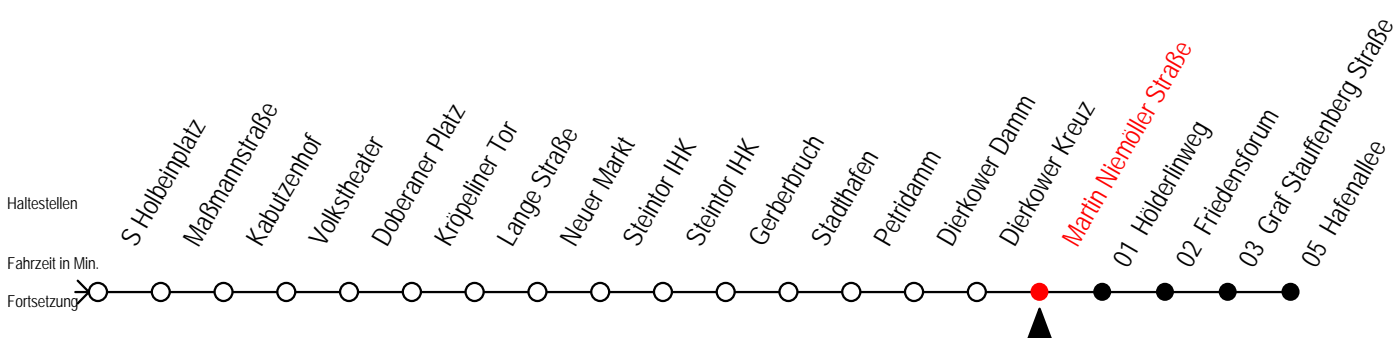 Haltestellen
S Holbeinplatz
Maßmannstraße
Kabutzenhof
Volkstheater
Doberaner Platz
Kröpeliner Tor
Lange Straße
Neuer Markt
Steintor IHK
Steintor IHK
Gerberbruch
Stadthafen
Petridamm
Dierkower Damm
Dierkower Kreuz
Martin Niemöller Straße
01 Hölderlinweg
02 Friedensforum
03 Graf Stauffenberg Straße
05 Hafenallee
Fahrzeit in Min.
Fortsetzung